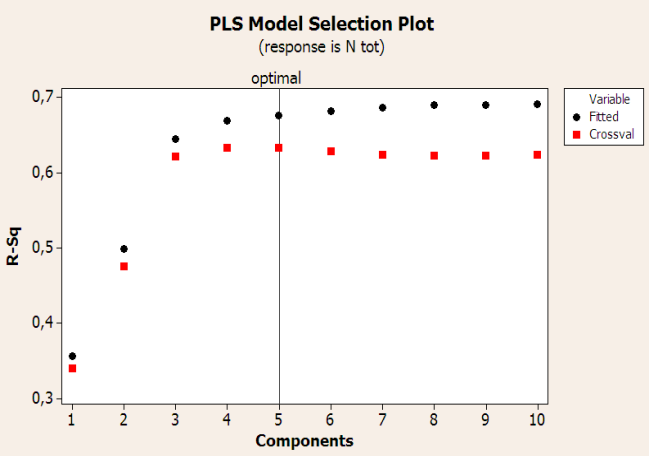 PLS Model Selection Plot
(response is N tot)
optimal
Variable
Fitted
Crossval
R-Sq
0,7
0,6
0,5
0,4
0,3
1 2 3 4 5 6 7 8 9 10
Components